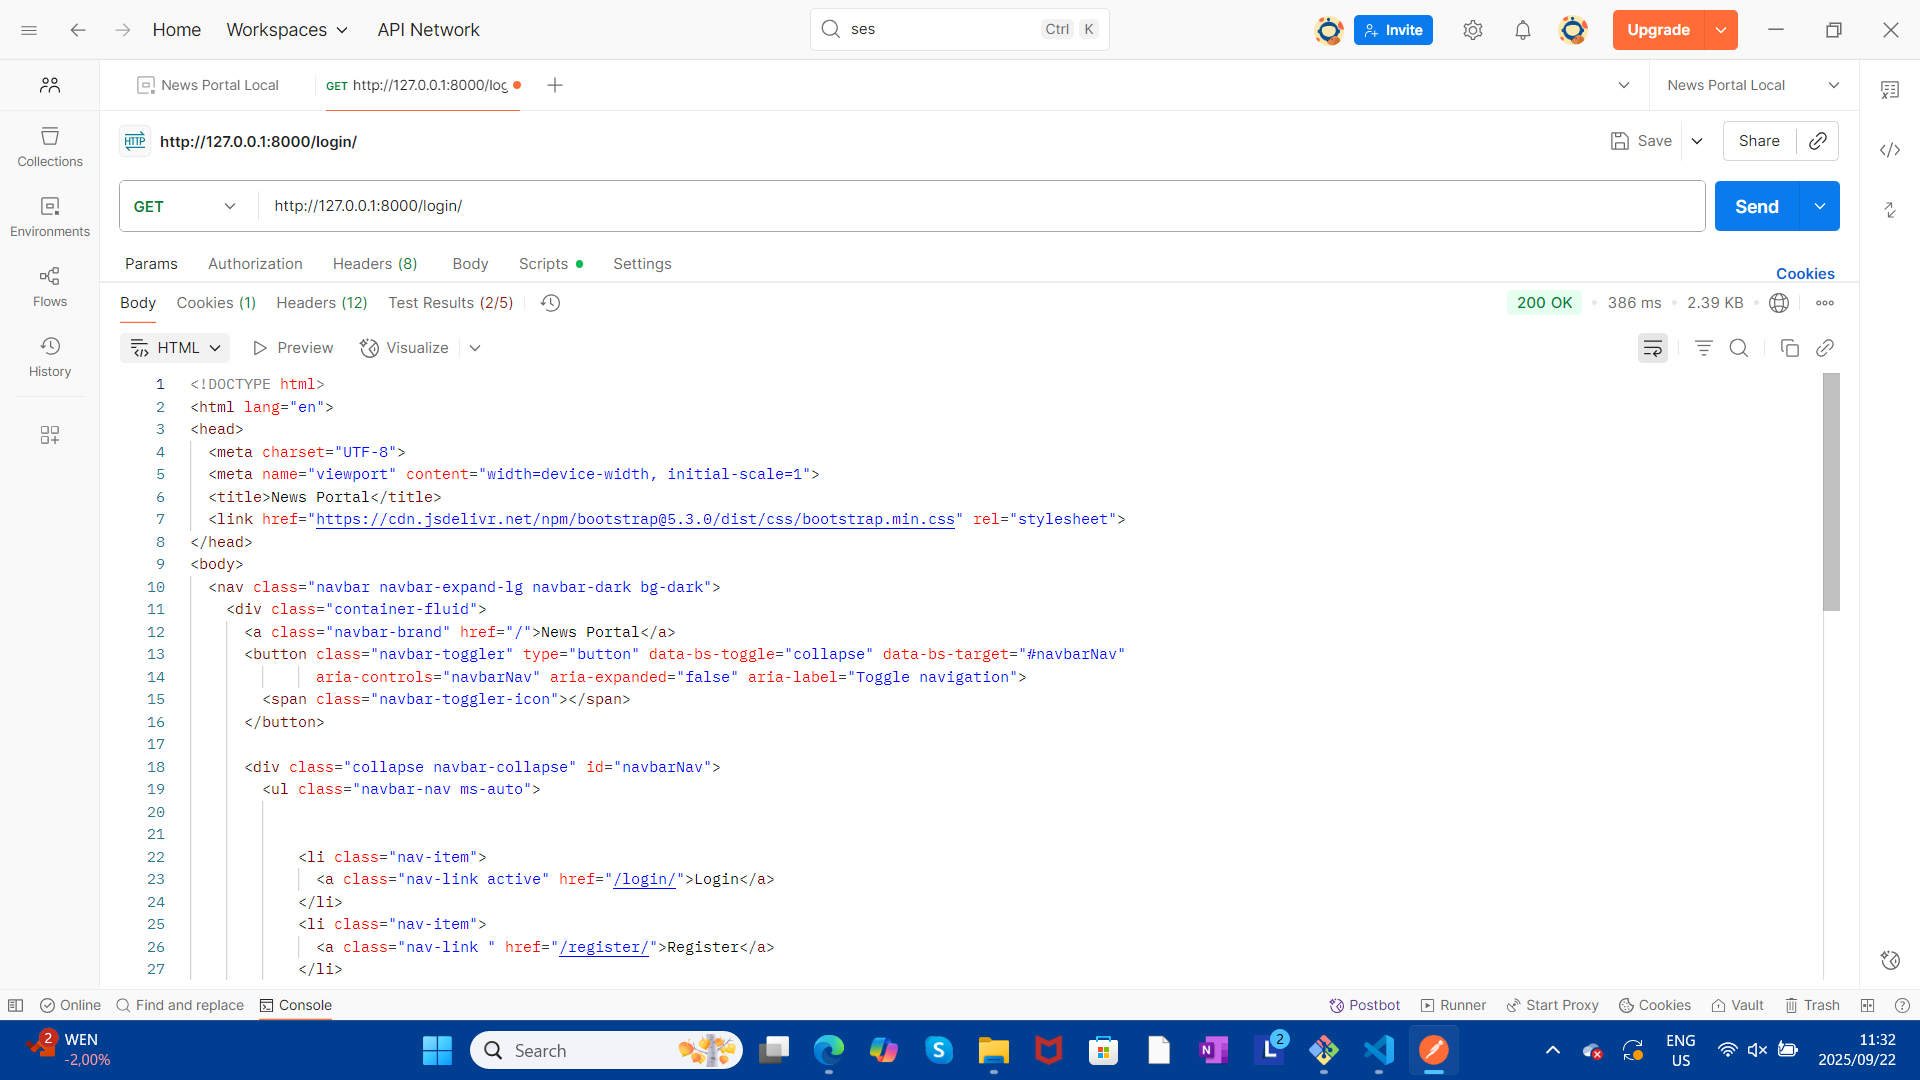 Home
Workspaces
API Network
ses
Ctrl K
Invite
Upgrade
News Portal Local
GET http://127.0.0.1:8000/log
News Portal Local
HTTP http://127.0.0.1:8000/login/
Save
Share
GET
http://127.0.0.1:8000/login/
Send
Params
Authorization
Headers (8)
Body
Scripts
Settings
Cookies
Body
Cookies (1)
Headers (12)
Test Results (2/5)
200 OK
386 ms
2.39 KB
HTML
Preview
Visualize
Collections
Environments
Flows
History
1 <!DOCTYPE html>
2 <html lang="en">
3 <head>
4 <meta charset="UTF-8">
5 <meta name="viewport" content="width=device-width, initial-scale=1">
6 <title>News Portal</title>
7 <link href="https://cdn.jsdelivr.net/npm/bootstrap@5.3.0/dist/css/bootstrap.min.css" rel="stylesheet">
8 </head>
9 <body>
10 <nav class="navbar navbar-expand-lg navbar-dark bg-dark">
11 <div class="container-fluid">
12 <a class="navbar-brand" href="/">News Portal</a>
13 <button class="navbar-toggler" type="button" data-bs-toggle="collapse" data-bs-target="#navbarNav"
14 aria-controls="navbarNav" aria-expanded="false" aria-label="Toggle navigation">
15 <span class="navbar-toggler-icon"></span>
16 </button>
17
18 <div class="collapse navbar-collapse" id="navbarNav">
19 <ul class="navbar-nav ms-auto">
20
21
22 <li class="nav-item">
23 <a class="nav-link active" href="/login/">Login</a>
24 </li>
25 <li class="nav-item">
26 <a class="nav-link " href="/register/">Register</a>
27 </li>
Online
Find and replace
Console
Postbot
Runner
Start Proxy
Cookies
Vault
Trash
2
WEN
-2,00%
Search
2
ENG
US
11:32
2025/09/22